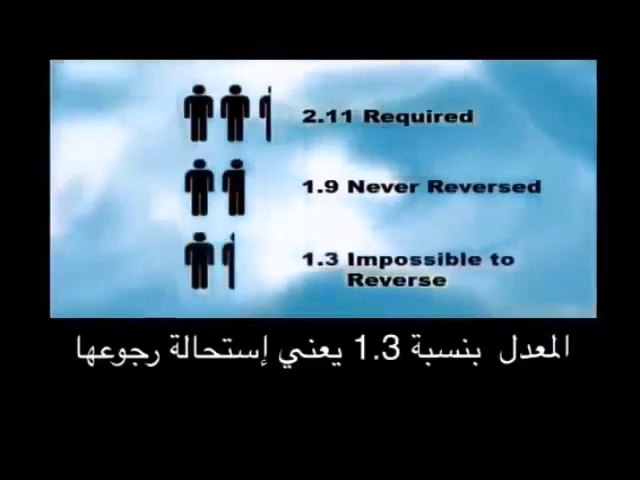 2.11 Required
1.9 Never Reversed
1.3 Impossible to
Reverse
المعدل بنسبة 1.3 يعني إستحالة رجوعها